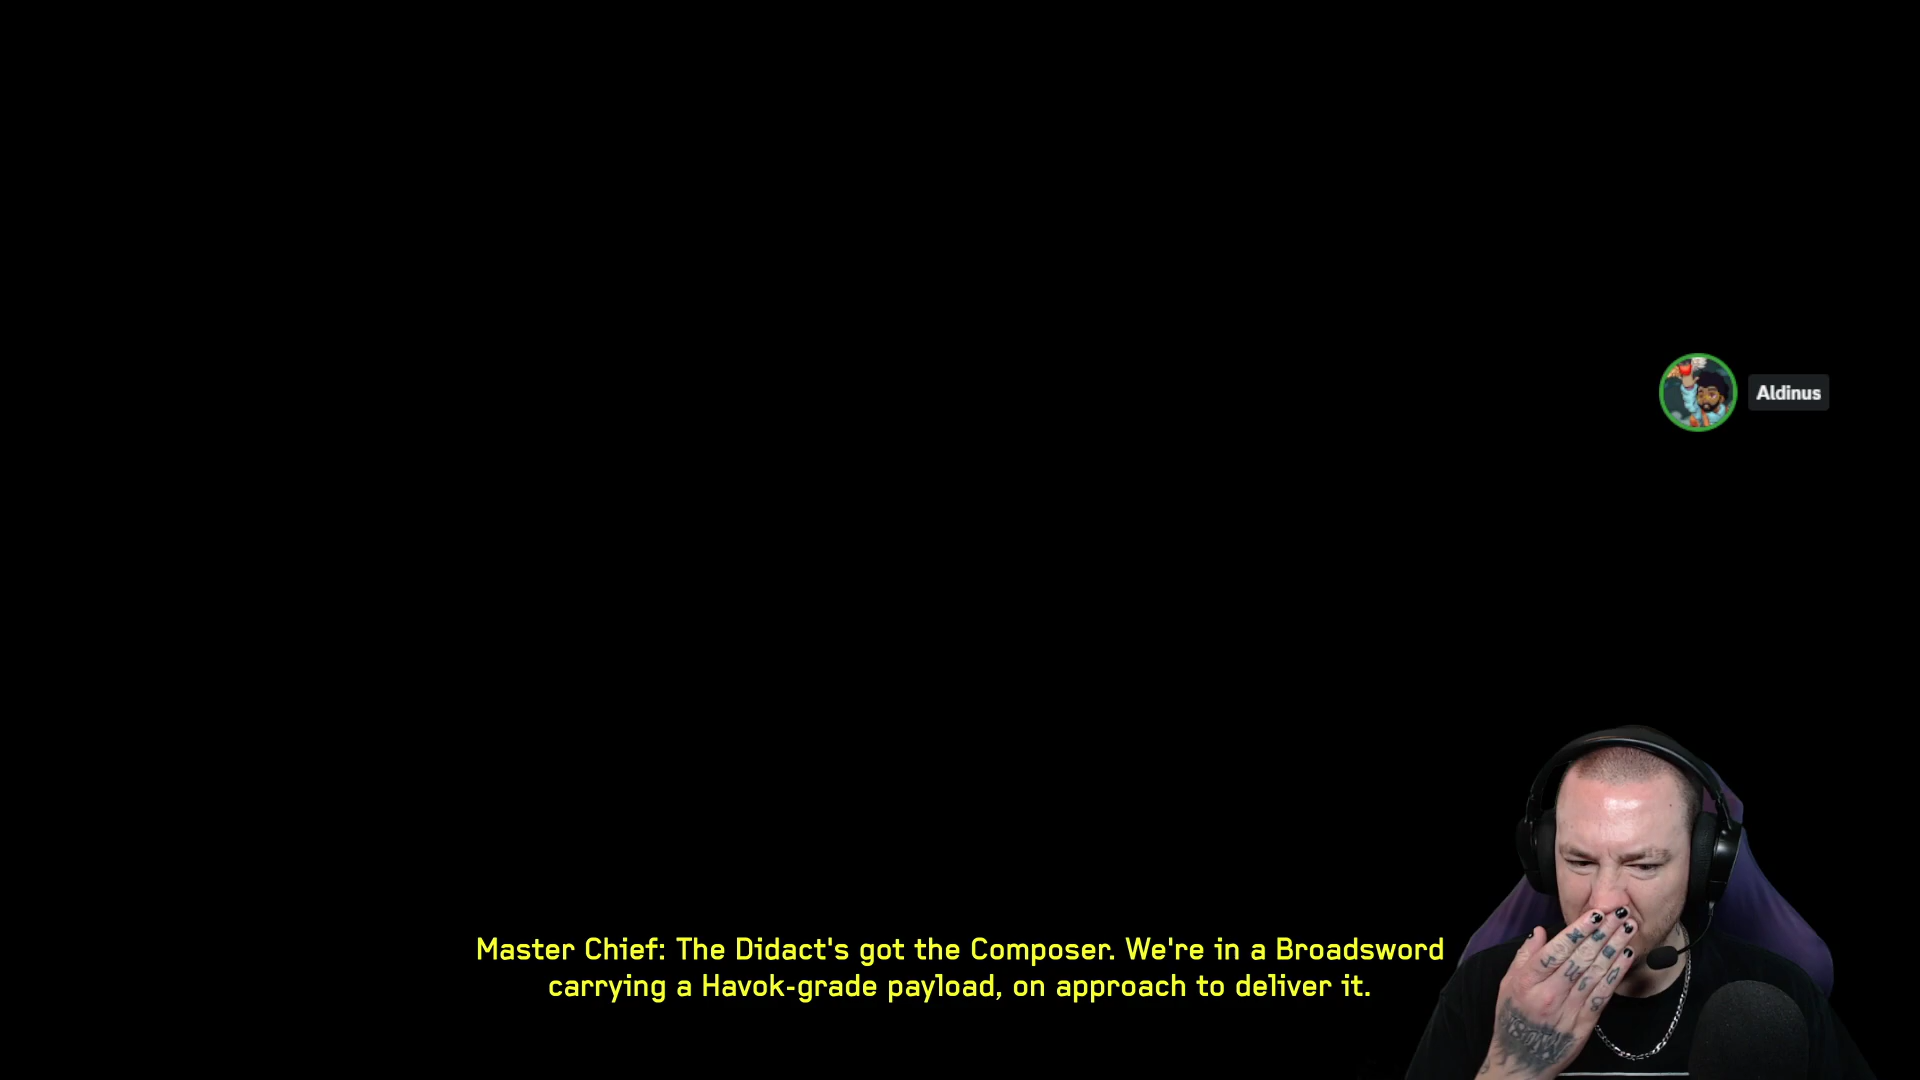 Aldinus
Master Chief: The Didact's got the Composer. We're in a Broadsword
carrying a Havok-grade payload, on approach to deliver it.